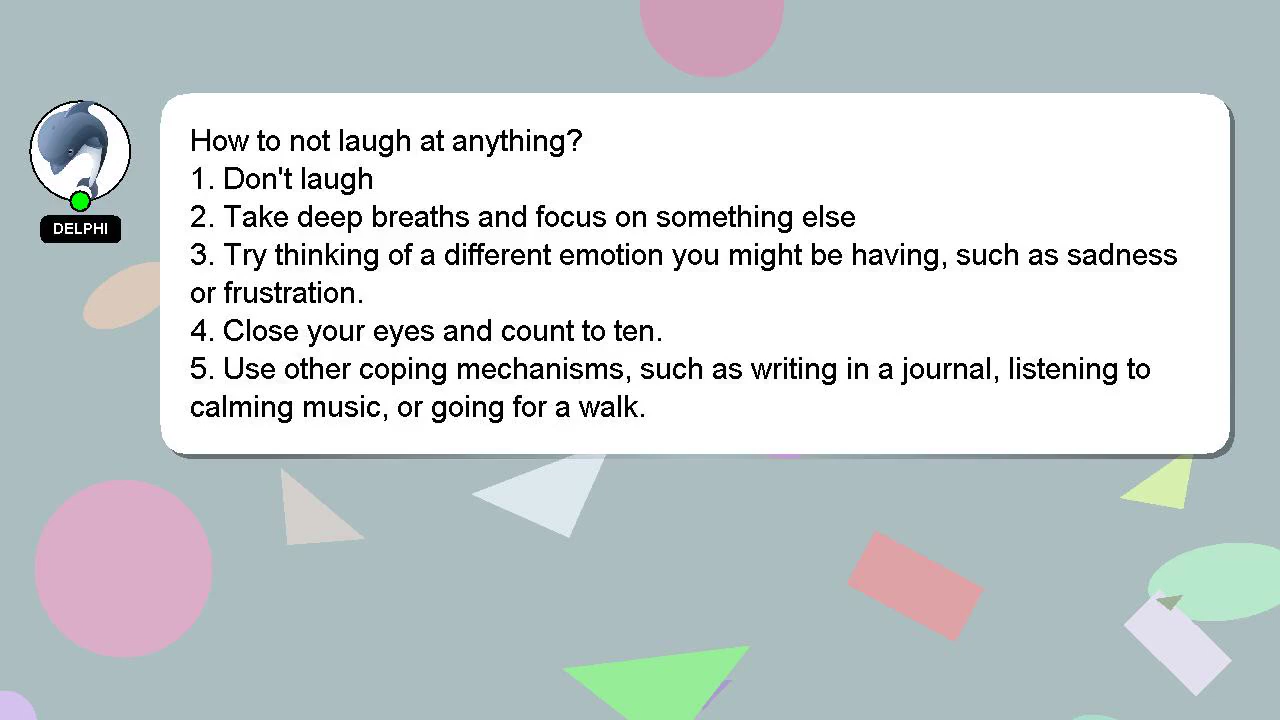 DELPHI
How to not laugh at anything?
1. Don't laugh
2. Take deep breaths and focus on something else
3. Try thinking of a different emotion you might be having, such as sadness
or frustration.
4. Close your eyes and count to ten.
5. Use other coping mechanisms, such as writing in a journal, listening to
calming music, or going for a walk.